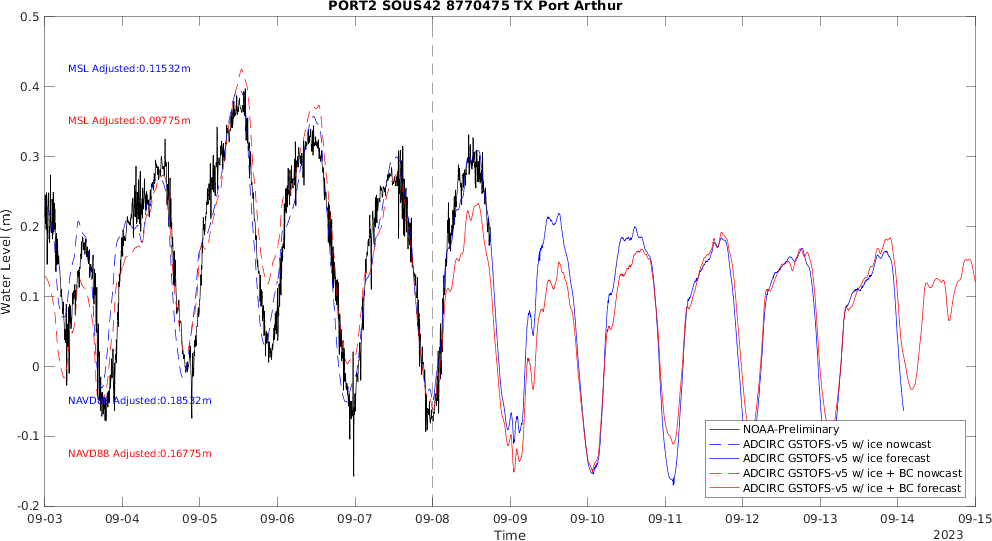 PORT2 SOUS42 8770475 TX Port Arthur
0.5
0.4
0.3
0.2
0.1
0
-0.1
-0.2
Water Level (m)
MSL Adjusted:0.11532m
MSL Adjusted:0.09775m
NAVD88 Adjusted:0.18532m
NAVD88 Adjusted:0.16775m
NOAA-Preliminary
ADCIRC GSTOFS-v5 w/ ice nowcast
ADCIRC GSTOFS-v5 w/ ice forecast
ADCIRC GSTOFS-v5 w/ ice + BC nowcast
ADCIRC GSTOFS-v5 w/ ice + BC forecast
09-03 09-04 09-05 09-06 09-07 09-08 09-09 09-10 09-11 09-12 09-13 09-14 09-15
Time
2023